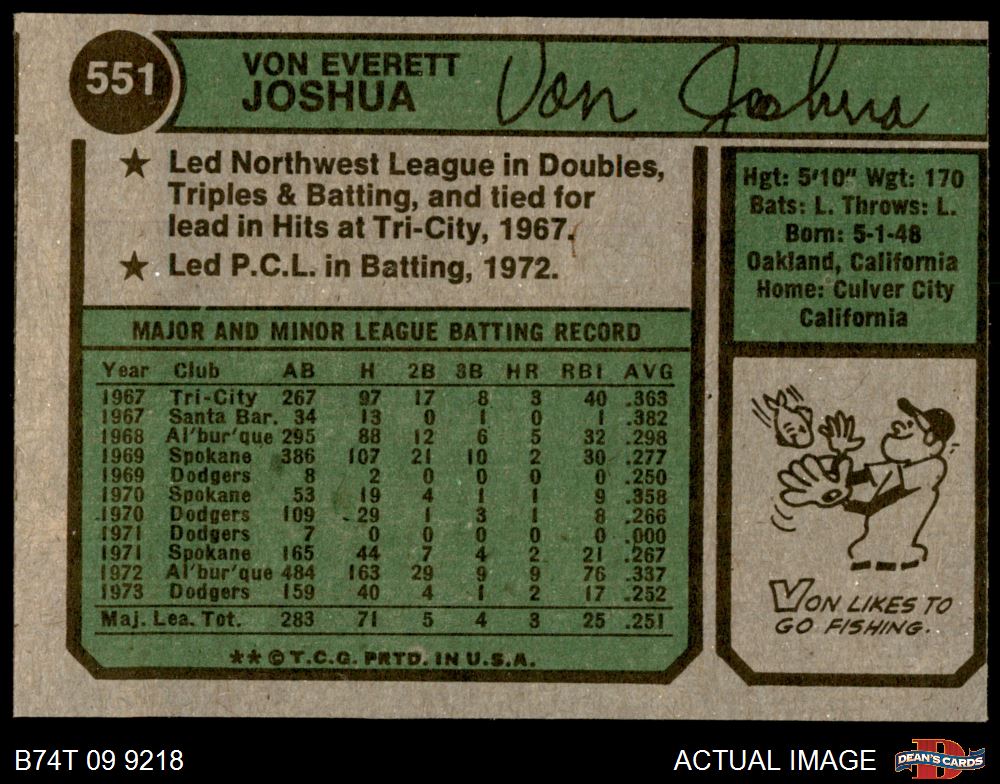 551
VON EVERETT
JOSHUA
Von Joshua
★ Led Northwest League in Doubles,
Triples & Batting, and tied for
lead in Hits at Tri-City, 1967.
★ Led P.C.L. in Batting, 1972.
Hgt: 5'10" Wgt: 170
Bats: L. Throws: L.
Born: 5-1-48
Oakland, California
Home: Culver City
California
MAJOR AND MINOR LEAGUE BATTING RECORD
Year Club AB H 2B 3B HR RBI AVG
1967 Tri-City 267 97 17 8 3 40 .363
1967 Santa Bar. 34 13 0 1 0 1 .382
1968 Al'bur'que 295 88 12 6 5 32 .298
1969 Spokane 386 107 21 10 2 30 .277
1969 Dodgers 8 2 0 0 0 0 .250
1970 Spokane 53 19 4 1 1 9 .358
1970 Dodgers 109 29 1 3 1 8 .266
1971 Dodgers 7 0 0 0 0 0 .000
1971 Spokane 165 44 7 4 2 21 .267
1972 Al'bur'que 484 163 29 9 9 76 .337
1973 Dodgers 159 40 4 1 2 17 .252
Maj. Lea. Tot. 283 71 5 4 3 25 .251
★★ © T.C.G. PRTD. IN U.S.A.
VON LIKES TO
GO FISHING.
B74T 09 9218
ACTUAL IMAGE
DEAN'S CARDS